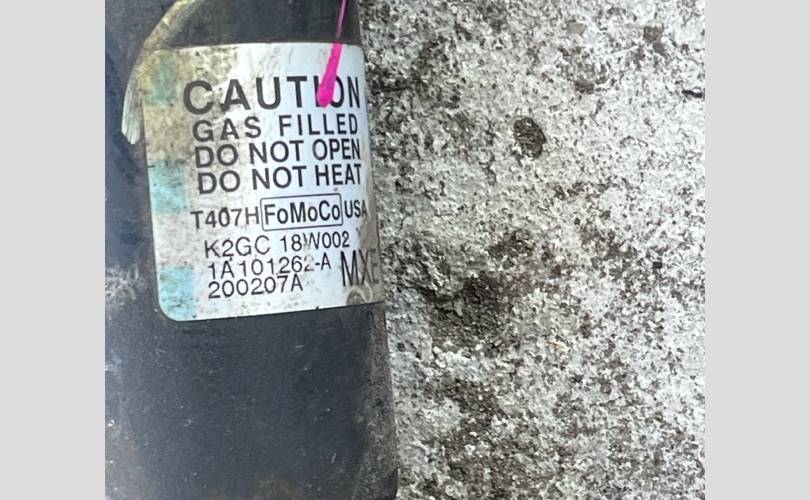 CAUTION
GAS FILLED
DO NOT OPEN
DO NOT HEAT
T407H FoMoCo USA
K2GC 18W002
1A101262-A MXE
200207A